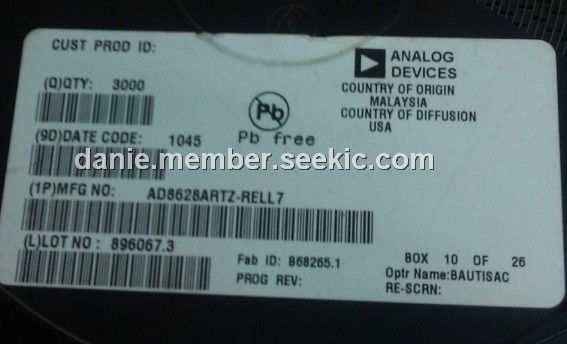 CUST PROD ID:
ANALOG
DEVICES
(Q)QTY: 3000
COUNTRY OF ORIGIN
MALAYSIA
COUNTRY OF DIFFUSION
USA
Pb
Pb free
(9D)DATE CODE: 1045
danie.member.seekic.com
(1P)MFG NO: AD8628ARTZ-RELL7
(L)LOT NO: 896067.3
Fab ID: B68265.1
BOX 10 OF 26
Optr Name:BAUTISAC
PROG REV:
RE-SCRN: